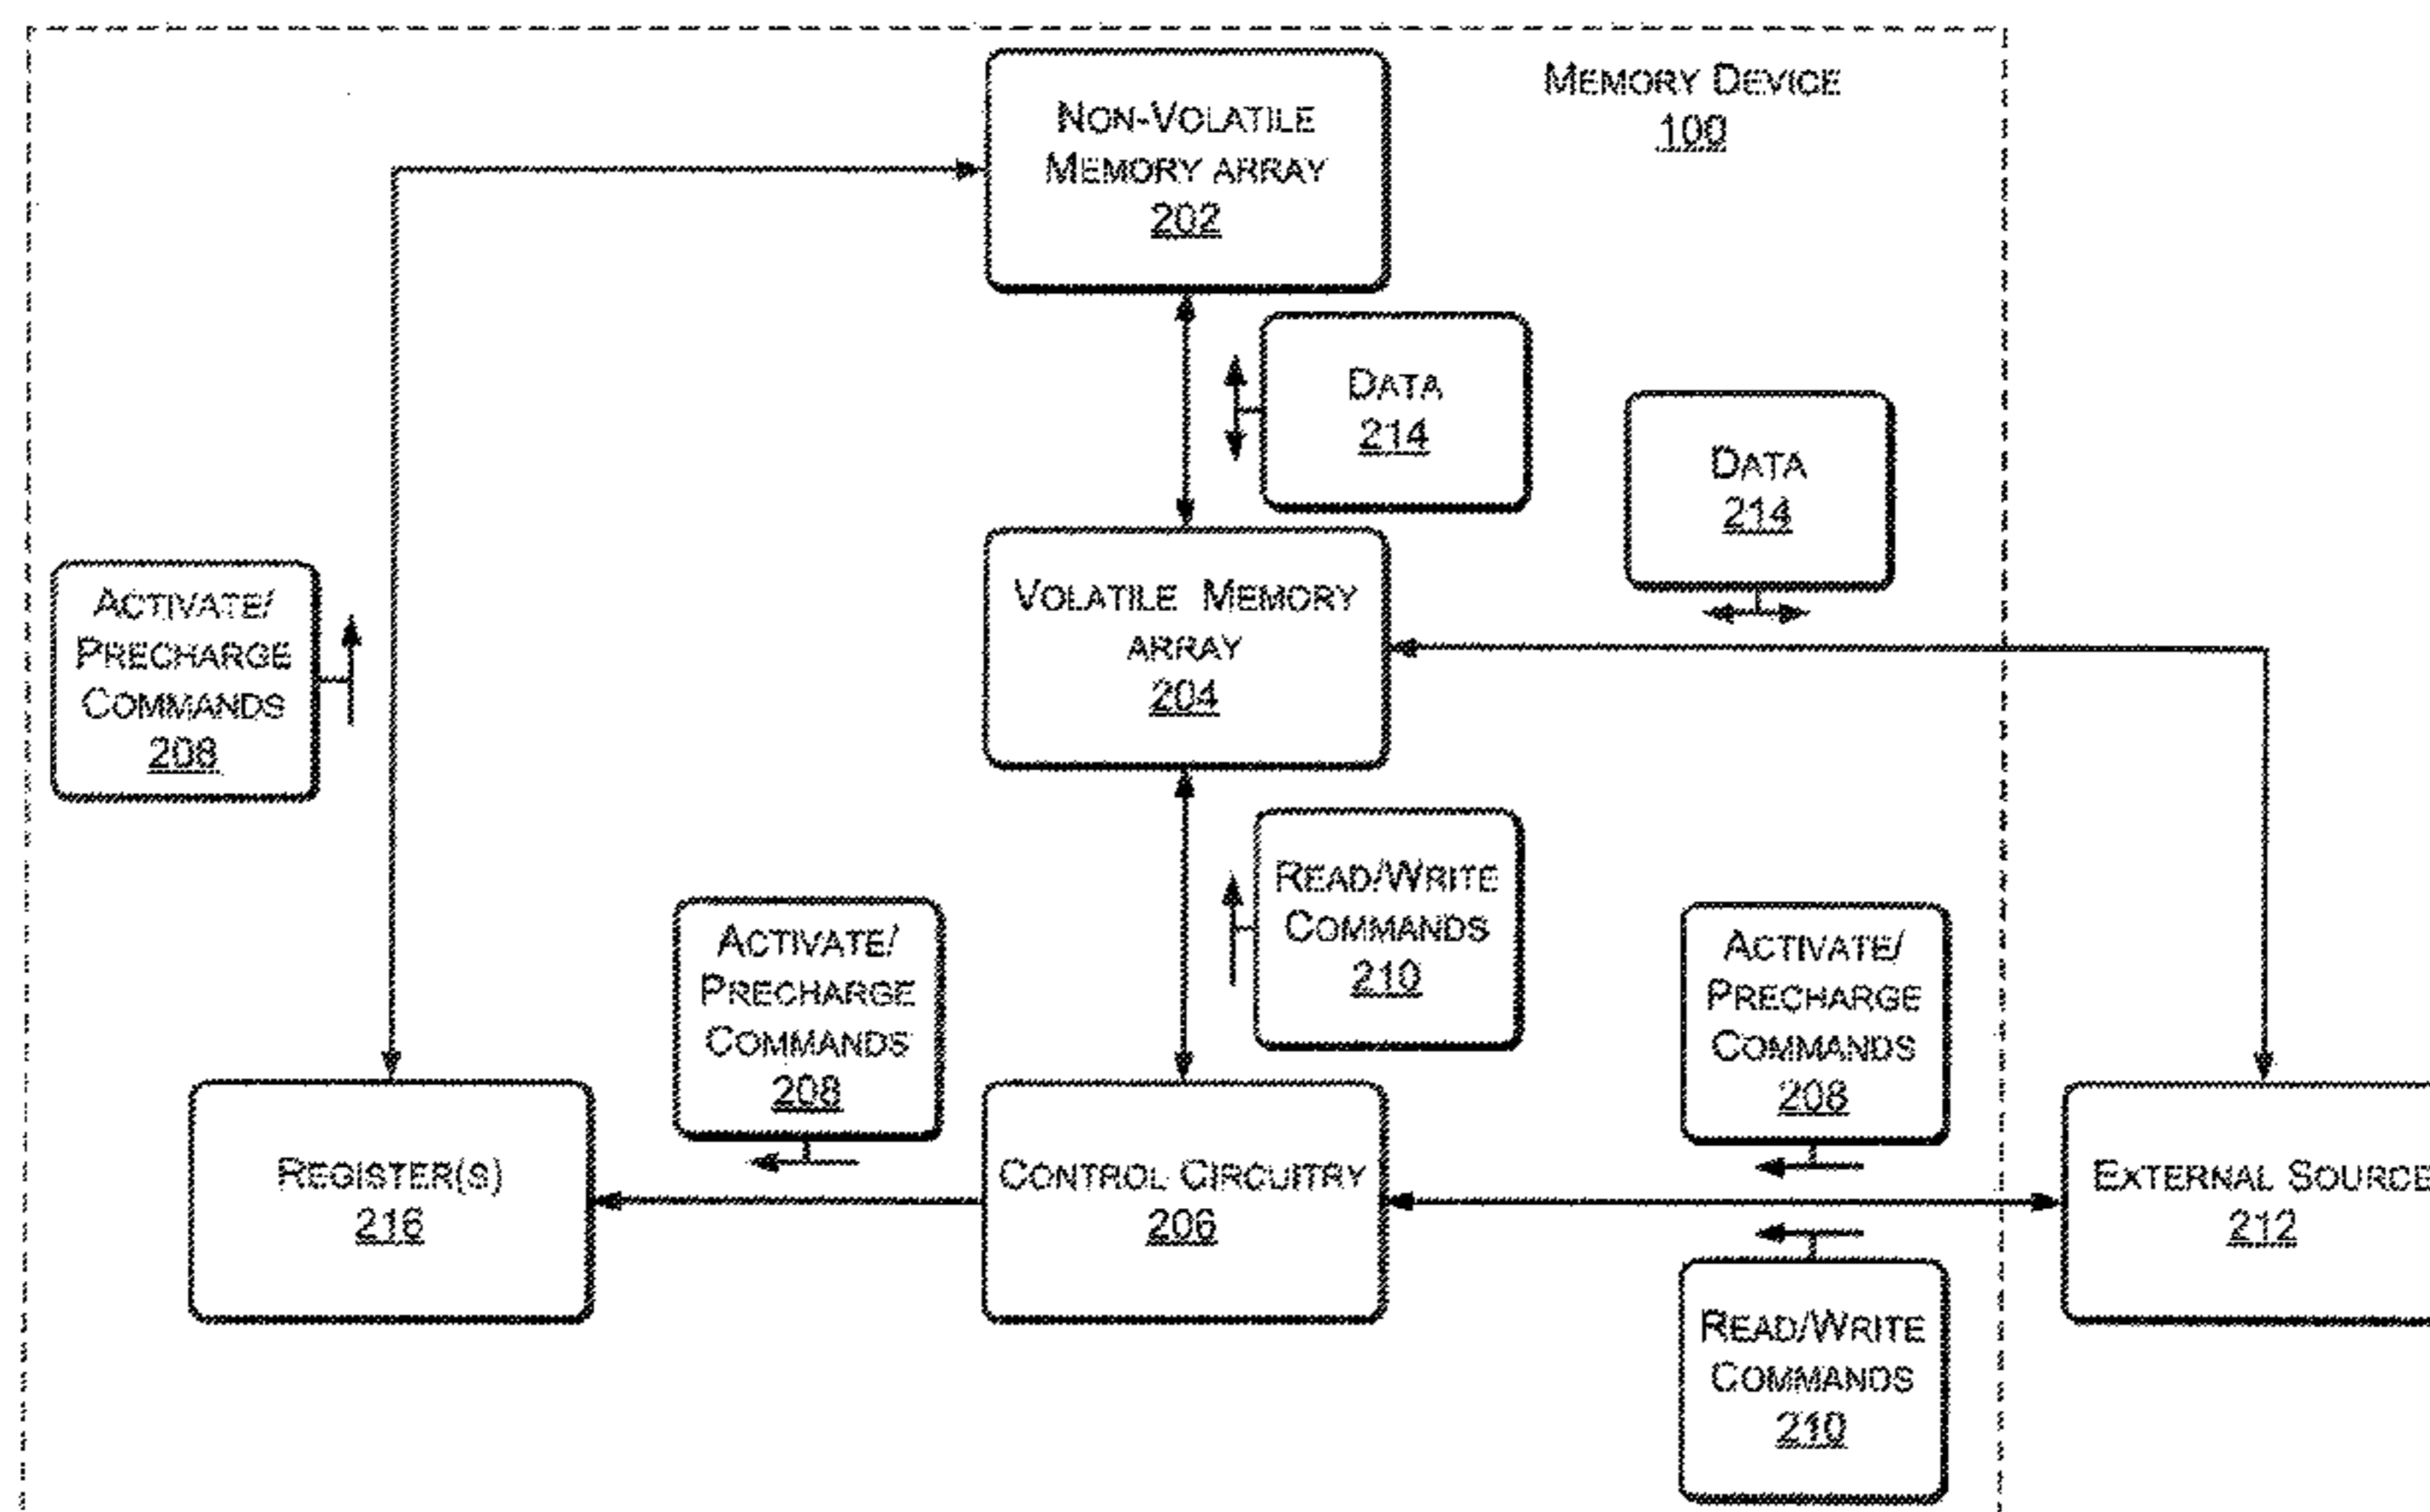 NON-VOLATILE
MEMORY ARRAY
202
MEMORY DEVICE
100
DATA
214
DATA
214
VOLATILE MEMORY
ARRAY
204
ACTIVATE/
PRECHARGE
COMMANDS
208
READ/WRITE
COMMANDS
210
ACTIVATE/
PRECHARGE
COMMANDS
208
ACTIVATE/
PRECHARGE
COMMANDS
208
REGISTER(S)
216
CONTROL CIRCUITRY
206
EXTERNAL SOURCE
212
READ/WRITE
COMMANDS
210